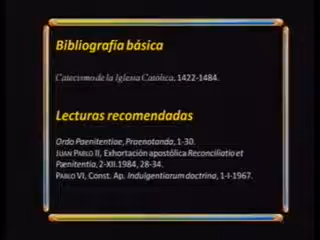 Bibliografía básica
Catecismo de la Iglesia Católica, 1422-1484.
Lecturas recomendadas
Ordo Paenitentiae, Praenotanda, 1-30.
JUAN PABLO II, Exhortación apostólica Reconciliatio et
Paenitentia, 2-XII.1984, 28-34.
PABLO VI, Const. Ap. Indulgentiarum doctrina, 1-I-1967.